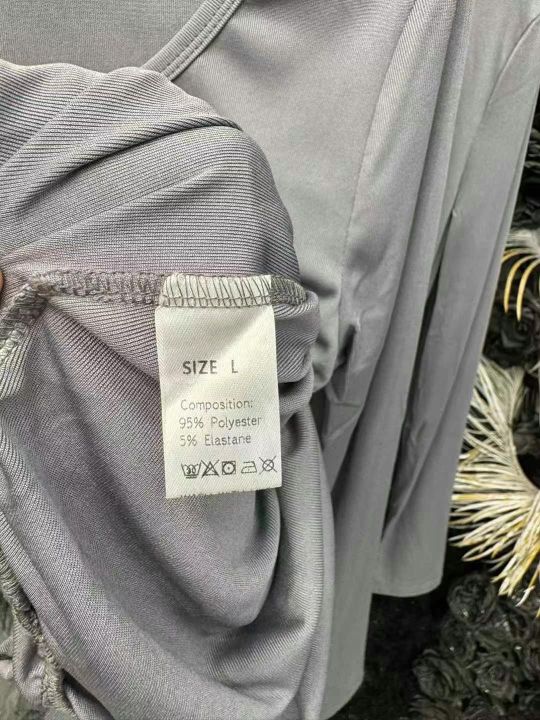 SIZE L
Composition:
95% Polyester
5% Elastane